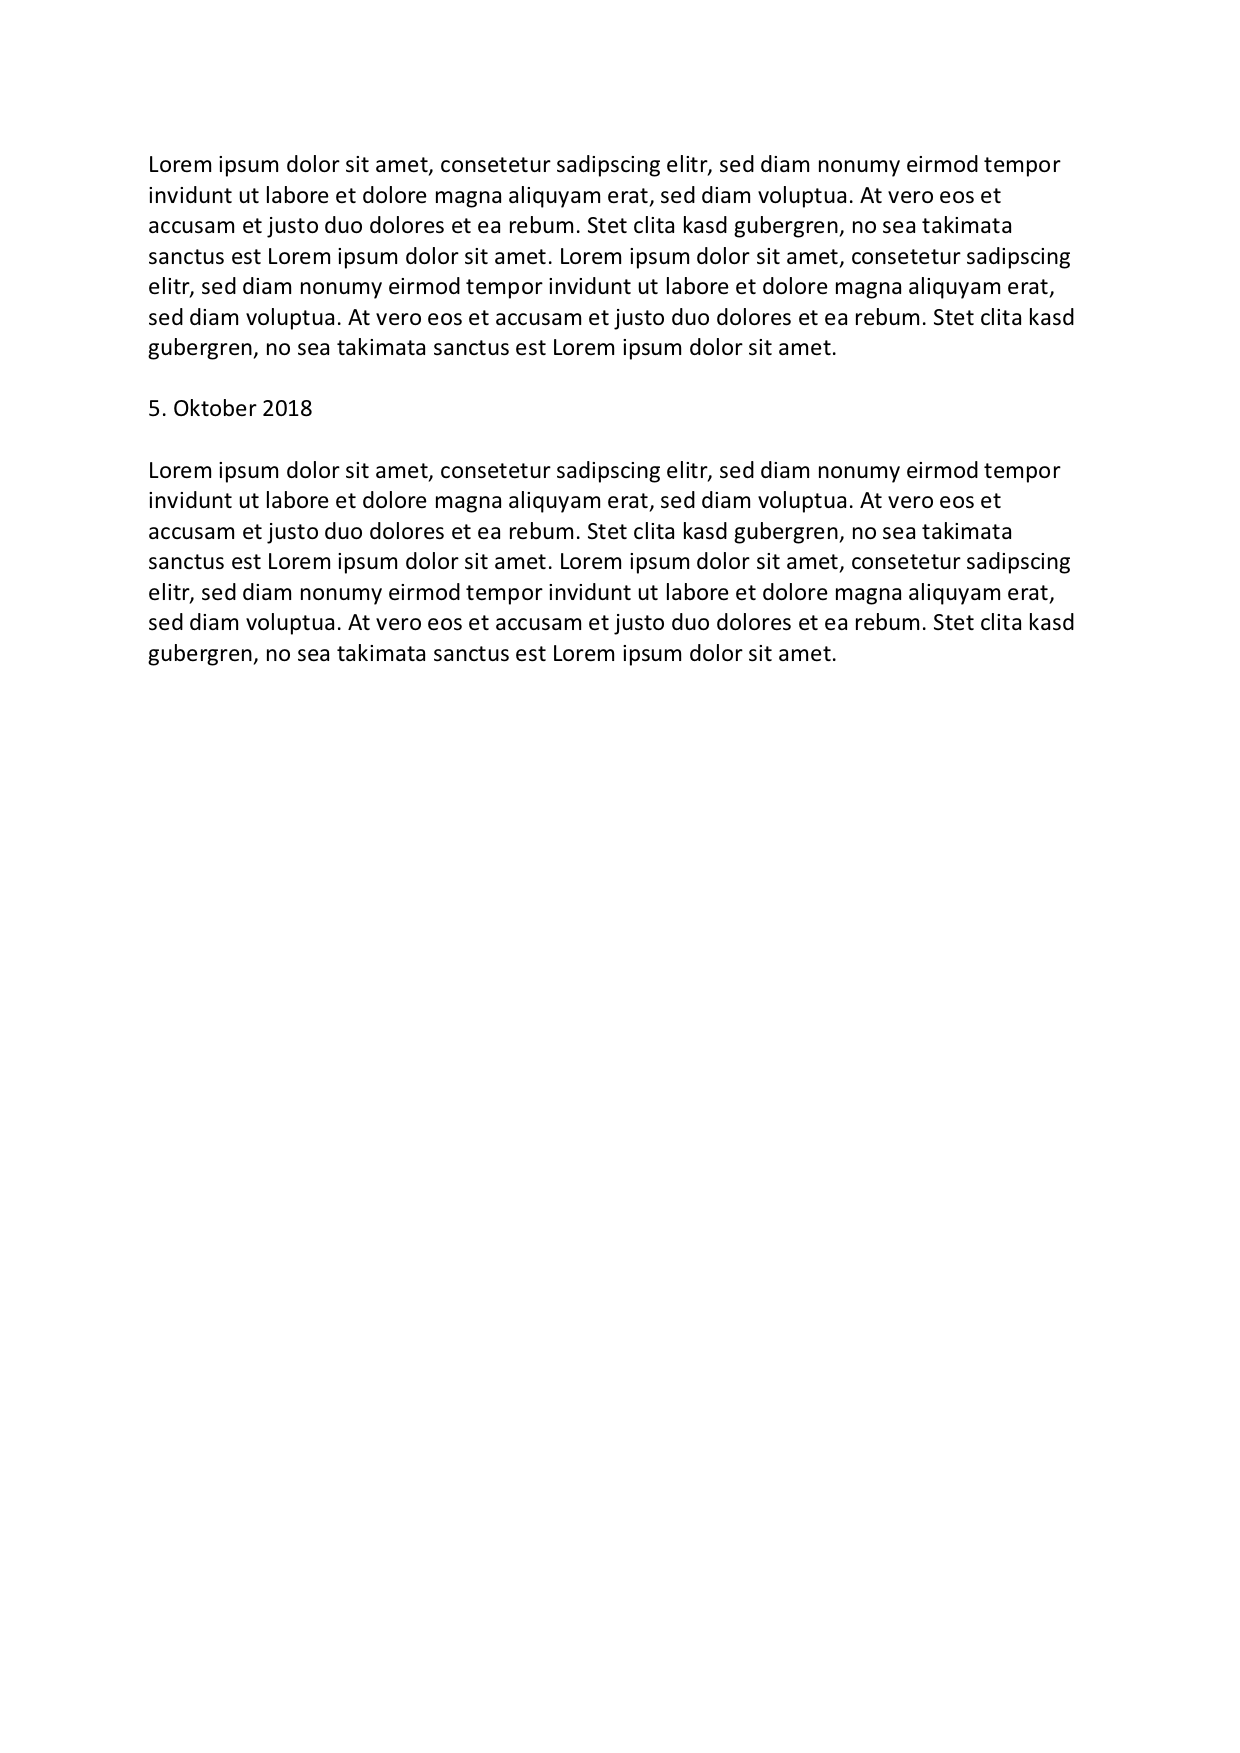 Lorem ipsum dolor sit amet, consetetur sadipscing elitr, sed diam nonumy eirmod tempor
invidunt ut labore et dolore magna aliquyam erat, sed diam voluptua. At vero eos et
accusam et justo duo dolores et ea rebum. Stet clita kasd gubergren, no sea takimata
sanctus est Lorem ipsum dolor sit amet. Lorem ipsum dolor sit amet, consetetur sadipscing
elitr, sed diam nonumy eirmod tempor invidunt ut labore et dolore magna aliquyam erat,
sed diam voluptua. At vero eos et accusam et justo duo dolores et ea rebum. Stet clita kasd
gubergren, no sea takimata sanctus est Lorem ipsum dolor sit amet.
5. Oktober 2018
Lorem ipsum dolor sit amet, consetetur sadipscing elitr, sed diam nonumy eirmod tempor
invidunt ut labore et dolore magna aliquyam erat, sed diam voluptua. At vero eos et
accusam et justo duo dolores et ea rebum. Stet clita kasd gubergren, no sea takimata
sanctus est Lorem ipsum dolor sit amet. Lorem ipsum dolor sit amet, consetetur sadipscing
elitr, sed diam nonumy eirmod tempor invidunt ut labore et dolore magna aliquyam erat,
sed diam voluptua. At vero eos et accusam et justo duo dolores et ea rebum. Stet clita kasd
gubergren, no sea takimata sanctus est Lorem ipsum dolor sit amet.